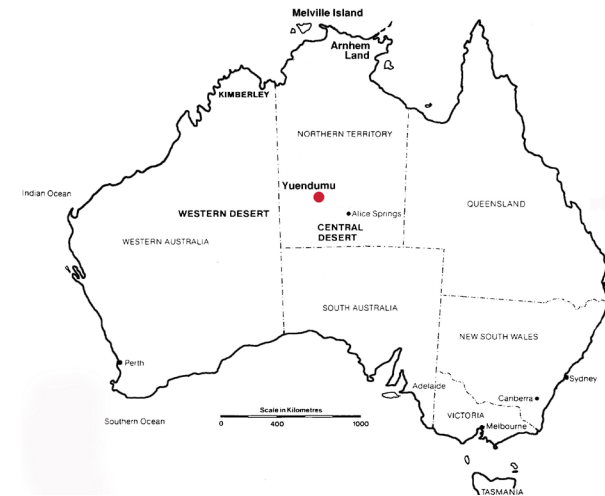 Melville Island
Arnhem
Land
KIMBERLEY
NORTHERN TERRITORY
Yuendumu
Indian Ocean
WESTERN DESERT
Alice Springs
QUEENSLAND
CENTRAL
DESERT
WESTERN AUSTRALIA
SOUTH AUSTRALIA
NEW SOUTH WALES
Perth
Adelaide
Sydney
Canberra
Scale in Kilometres
0 400 1000
VICTORIA
Southern Ocean
Melbourne
TASMANIA